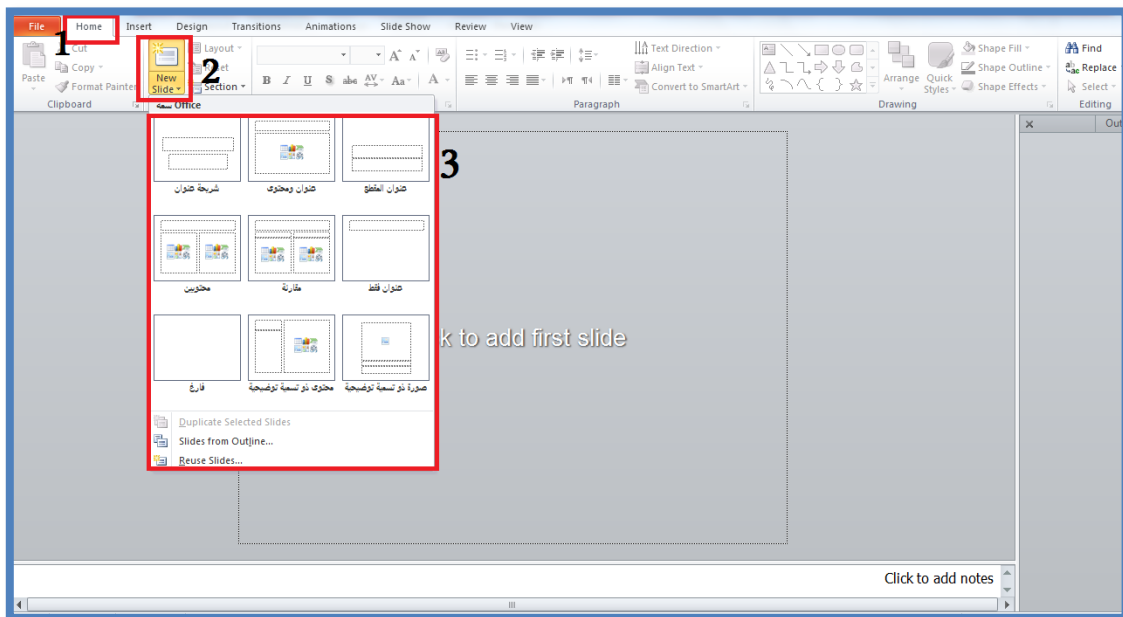 File Home Insert Design Transitions Animations Slide Show Review View
1
2
3
Paste
Cut
Copy
Format Painter
Clipboard
New
Slide
Layout
Section
B I U S abc AV Aa A
Paragraph
Text Direction
Align Text
Convert to SmartArt
Arrange
Quick
Styles
Shape Fill
Shape Outline
Shape Effects
Drawing
Find
Replace
Select
Editing
Office سمة
شريحة عنوان
عنوان ومحتوى
عنوان المقطع
محتويين
مقارنة
عنوان فقط
فارغ
محتوى ذو تسمية توضيحية
صورة ذو تسمية توضيحية
Duplicate Selected Slides
Slides from Outline...
Reuse Slides...
k to add first slide
Out
Click to add notes